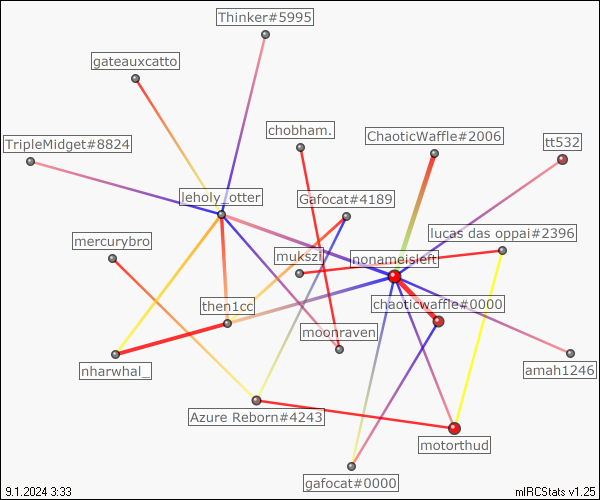 Thinker#5995
gateauxcatto
chobham.
ChaoticWaffle#2006
TripleMidget#8824
tt532
leholy_otter
Gafocat#4189
mercurybro
lucas das oppai#2396
mukszi
nonameisleft
then1cc
chaoticwaffle#0000
moonraven
nharwhal_
amah1246
Azure Reborn#4243
motorthud
gafocat#0000
9.1.2024 3:33
mIRCStats v1.25